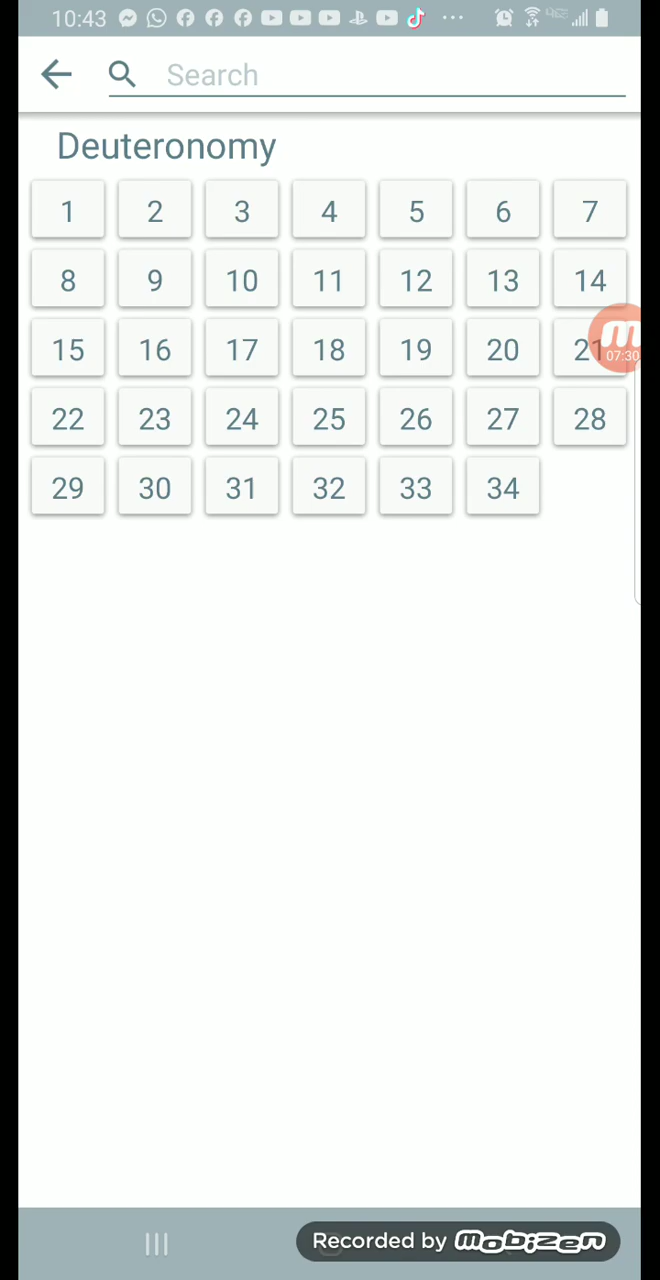 10:43
Search
Deuteronomy
1 2 3 4 5 6 7
8 9 10 11 12 13 14
15 16 17 18 19 20 21
07:30
22 23 24 25 26 27 28
29 30 31 32 33 34
Recorded by mobizen